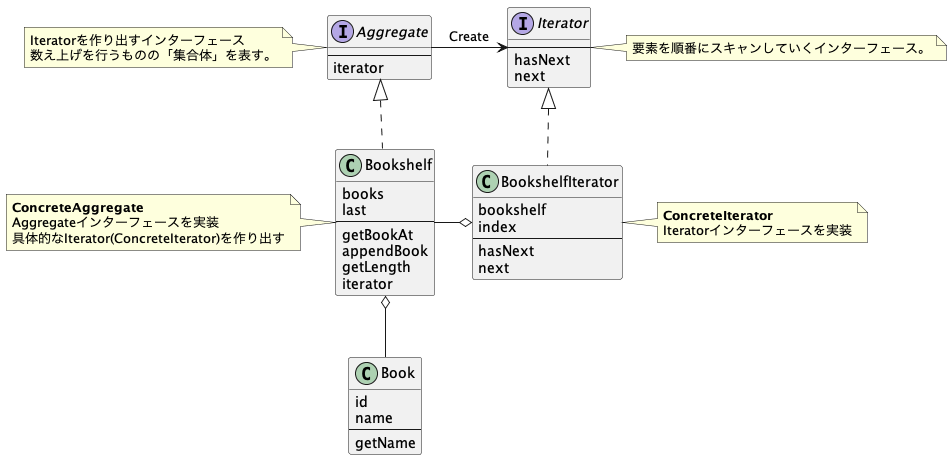 Iteratorを作り出すインターフェース
数え上げを行うものの「集合体」を表す。
I Aggregate
iterator
Create
I Iterator
hasNext
next
要素を順番にスキャンしていくインターフェース。
ConcreteAggregate
Aggregateインターフェースを実装
具体的なIterator(ConcreteIterator)を作り出す
C Bookshelf
books
last
getBookAt
appendBook
getLength
iterator
C BookshelfIterator
bookshelf
index
hasNext
next
ConcreteIterator
Iteratorインターフェースを実装
C Book
id
name
getName